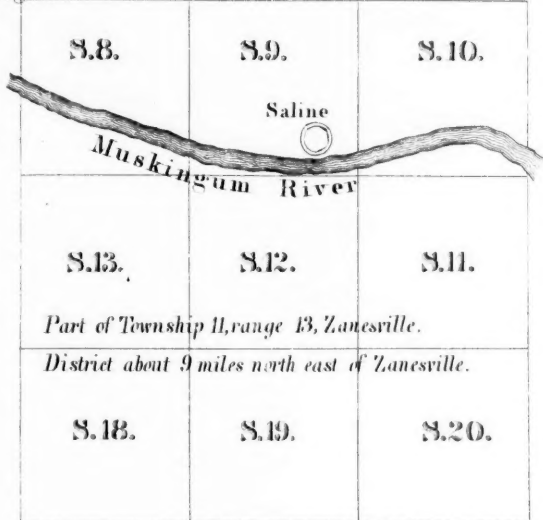 S.8. S.9. S.10.
Saline
Muskingum River
S.13. S.12. S.11.
Part of Township 11, range 13, Zanesville.
District about 9 miles north east of Zanesville.
S.18. S.19. S.20.